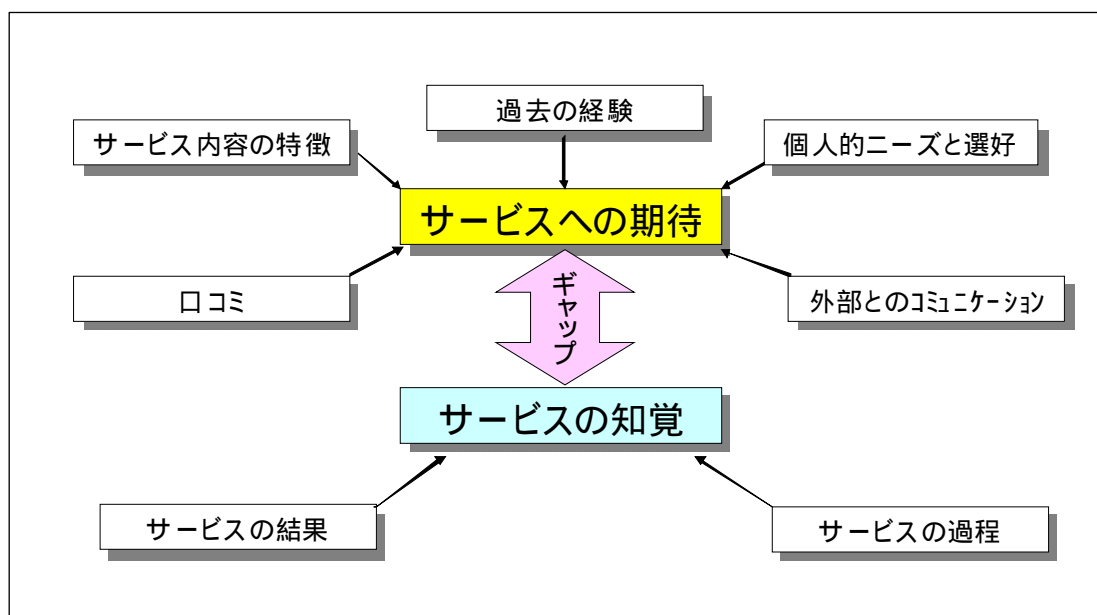 過去の経験
サービス内容の特徴
個人的ニーズと選好
サービスへの期待
口コミ
外部とのコミュニケーション
ギャップ
サービスの知覚
サービスの結果
サービスの過程